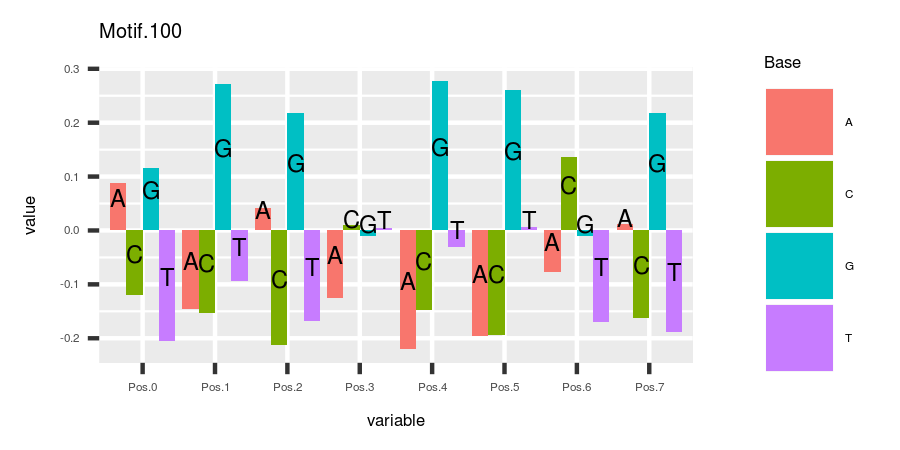 Motif.100
value
0.3
0.2
0.1
0.0
-0.1
-0.2
A C G T
A C G T
A C G T
A C G T
A C G T
A C G T
A C G T
A C G T
Pos.0 Pos.1 Pos.2 Pos.3 Pos.4 Pos.5 Pos.6 Pos.7
variable
Base
A
C
G
T